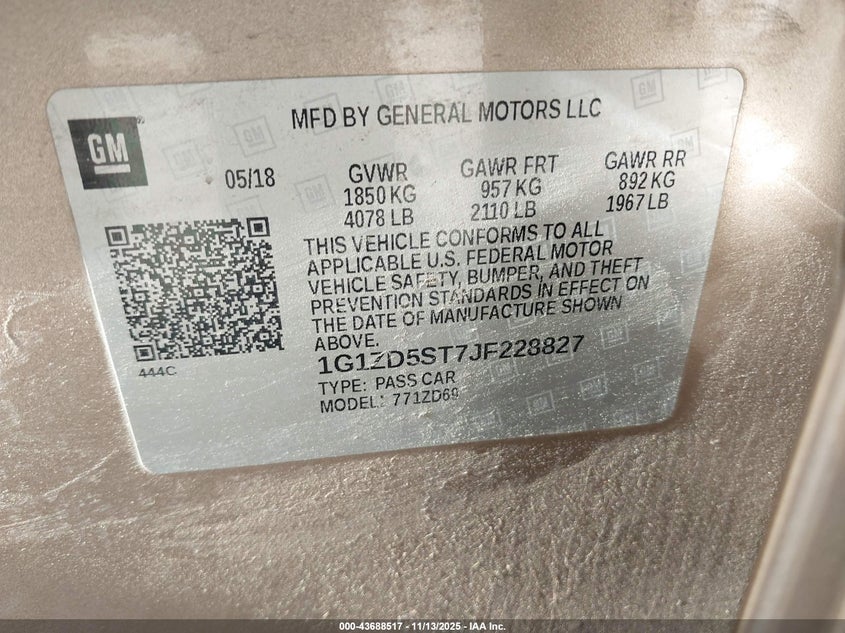 MFD BY GENERAL MOTORS LLC
GM
05/18
GVWR GAWR FRT GAWR RR
1850 KG 957 KG 892 KG
4078 LB 2110 LB 1967 LB
THIS VEHICLE CONFORMS TO ALL
APPLICABLE U.S. FEDERAL MOTOR
VEHICLE SAFETY, BUMPER, AND THEFT
PREVENTION STANDARDS IN EFFECT ON
THE DATE OF MANUFACTURE SHOWN
ABOVE.
1G1ZD5ST7JF228827
TYPE: PASS CAR
MODEL: 771ZD69
444C
000-43688517 - 11/13/2025 - IAA Inc.